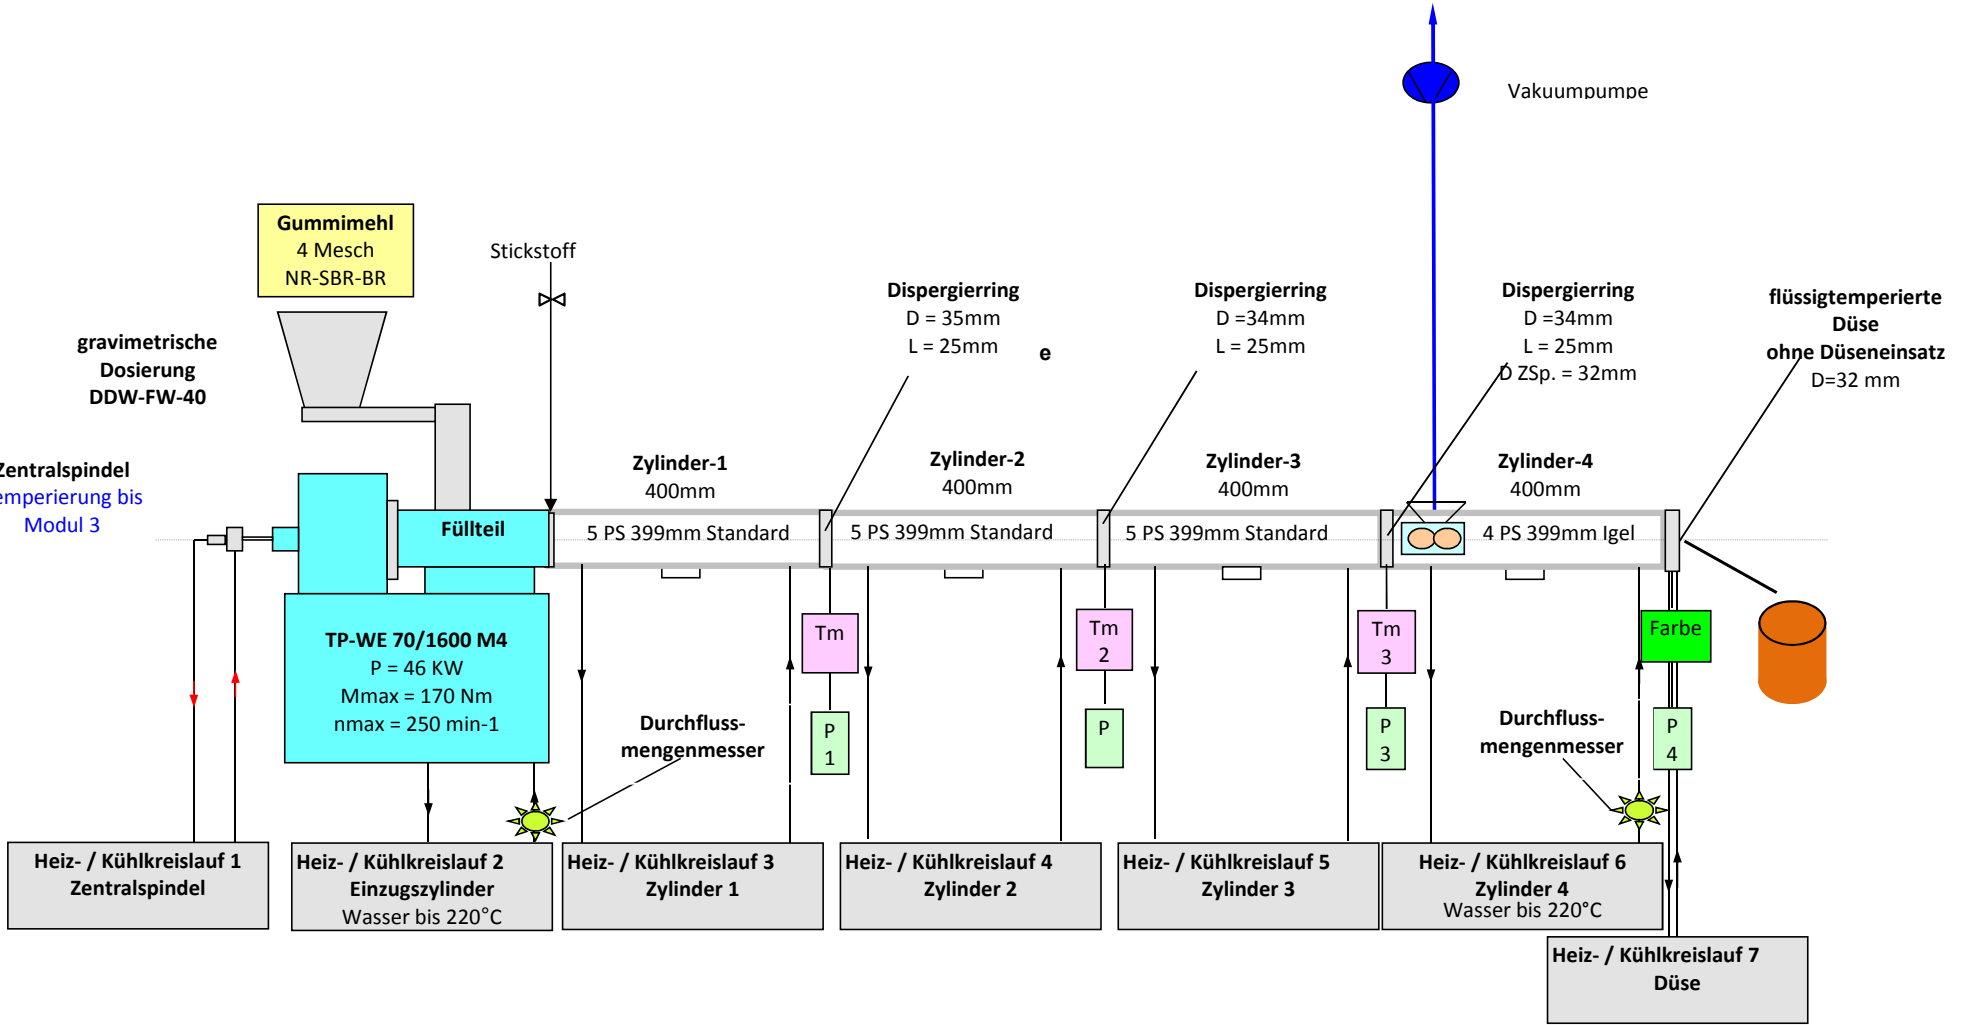 Vakuumpumpe
Gummimehl
4 Mesch
NR-SBR-BR
Stickstoff
gravimetrische
Dosierung
DDW-FW-40
Dispergierring
D = 35mm
L = 25mm
e
Dispergierring
D =34mm
L = 25mm
Dispergierring
D =34mm
L = 25mm
D ZSp. = 32mm
flüssigtemperierte
Düse
ohne Düseneinsatz
D=32 mm
Zentralspindel
emperierung bis
Modul 3
Zylinder-1
400mm
Zylinder-2
400mm
Zylinder-3
400mm
Zylinder-4
400mm
Füllteil
5 PS 399mm Standard
5 PS 399mm Standard
5 PS 399mm Standard
4 PS 399mm Igel
TP-WE 70/1600 M4
P = 46 KW
Mmax = 170 Nm
nmax = 250 min-1
Tm
Tm
2
Tm
3
Farbe
Durchfluss-
mengenmesser
P
1
P
P
3
Durchfluss-
mengenmesser
P
4
Heiz- / Kühlkreislauf 1
Zentralspindel
Heiz- / Kühlkreislauf 2
Einzugszylinder
Wasser bis 220°C
Heiz- / Kühlkreislauf 3
Zylinder 1
Heiz- / Kühlkreislauf 4
Zylinder 2
Heiz- / Kühlkreislauf 5
Zylinder 3
Heiz- / Kühlkreislauf 6
Zylinder 4
Wasser bis 220°C
Heiz- / Kühlkreislauf 7
Düse